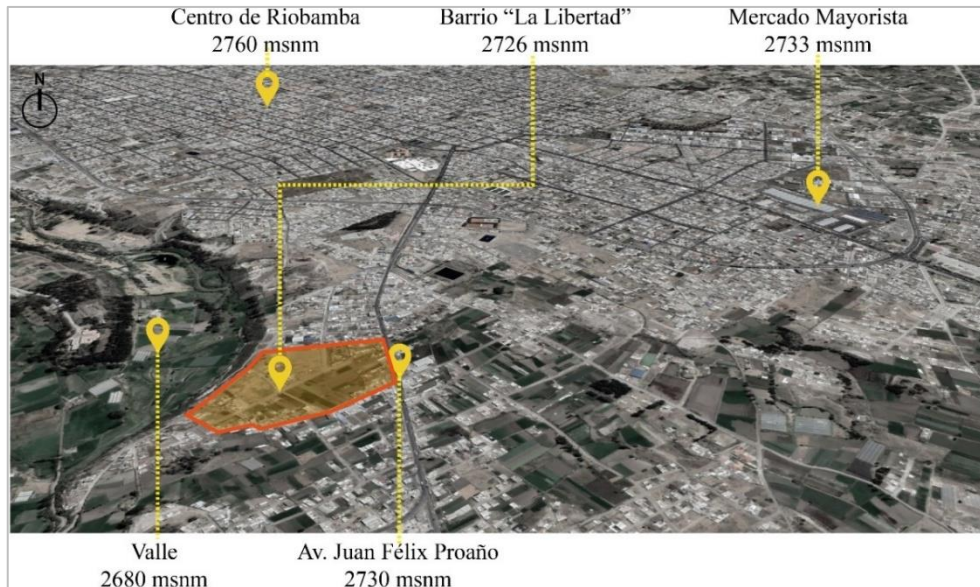 Centro de Riobamba
2760 msnm
Barrio “La Libertad”
2726 msnm
Mercado Mayorista
2733 msnm
N
Valle
2680 msnm
Av. Juan Félix Proaño
2730 msnm